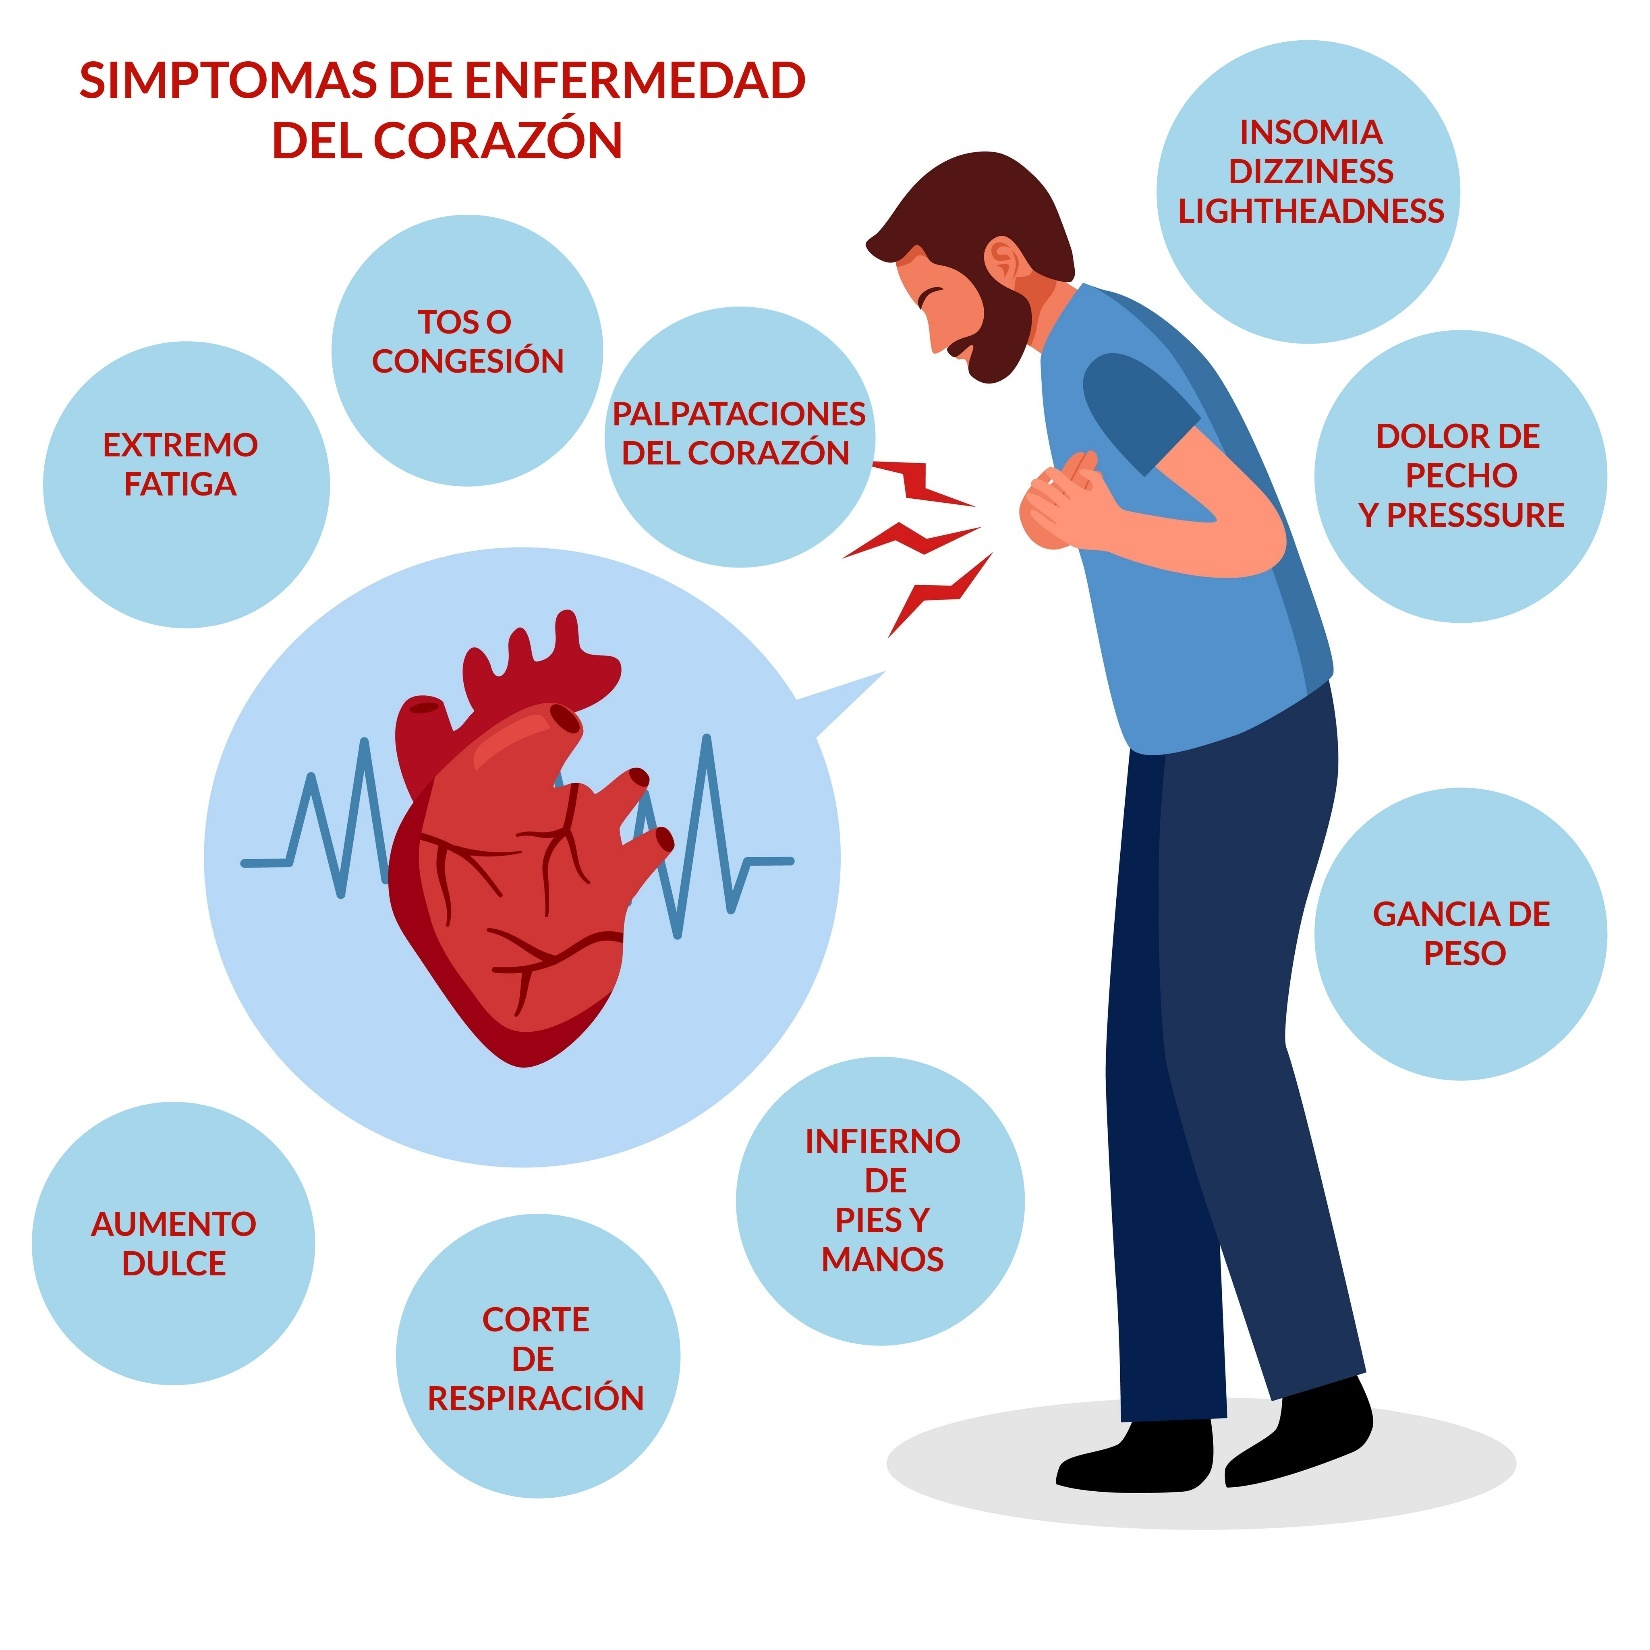 SIMPTOMAS DE ENFERMEDAD
DEL CORAZÓN
INSOMIA
DIZZINESS
LIGHTHEADNESS
TOS O
CONGESIÓN
PALPATACIONES
DEL CORAZÓN
EXTREMO
FATIGA
DOLOR DE
PECHO
Y PRESSSURE
GANCIA DE
PESO
INFIERNO
DE
PIES Y
MANOS
AUMENTO
DULCE
CORTE
DE
RESPIRACIÓN